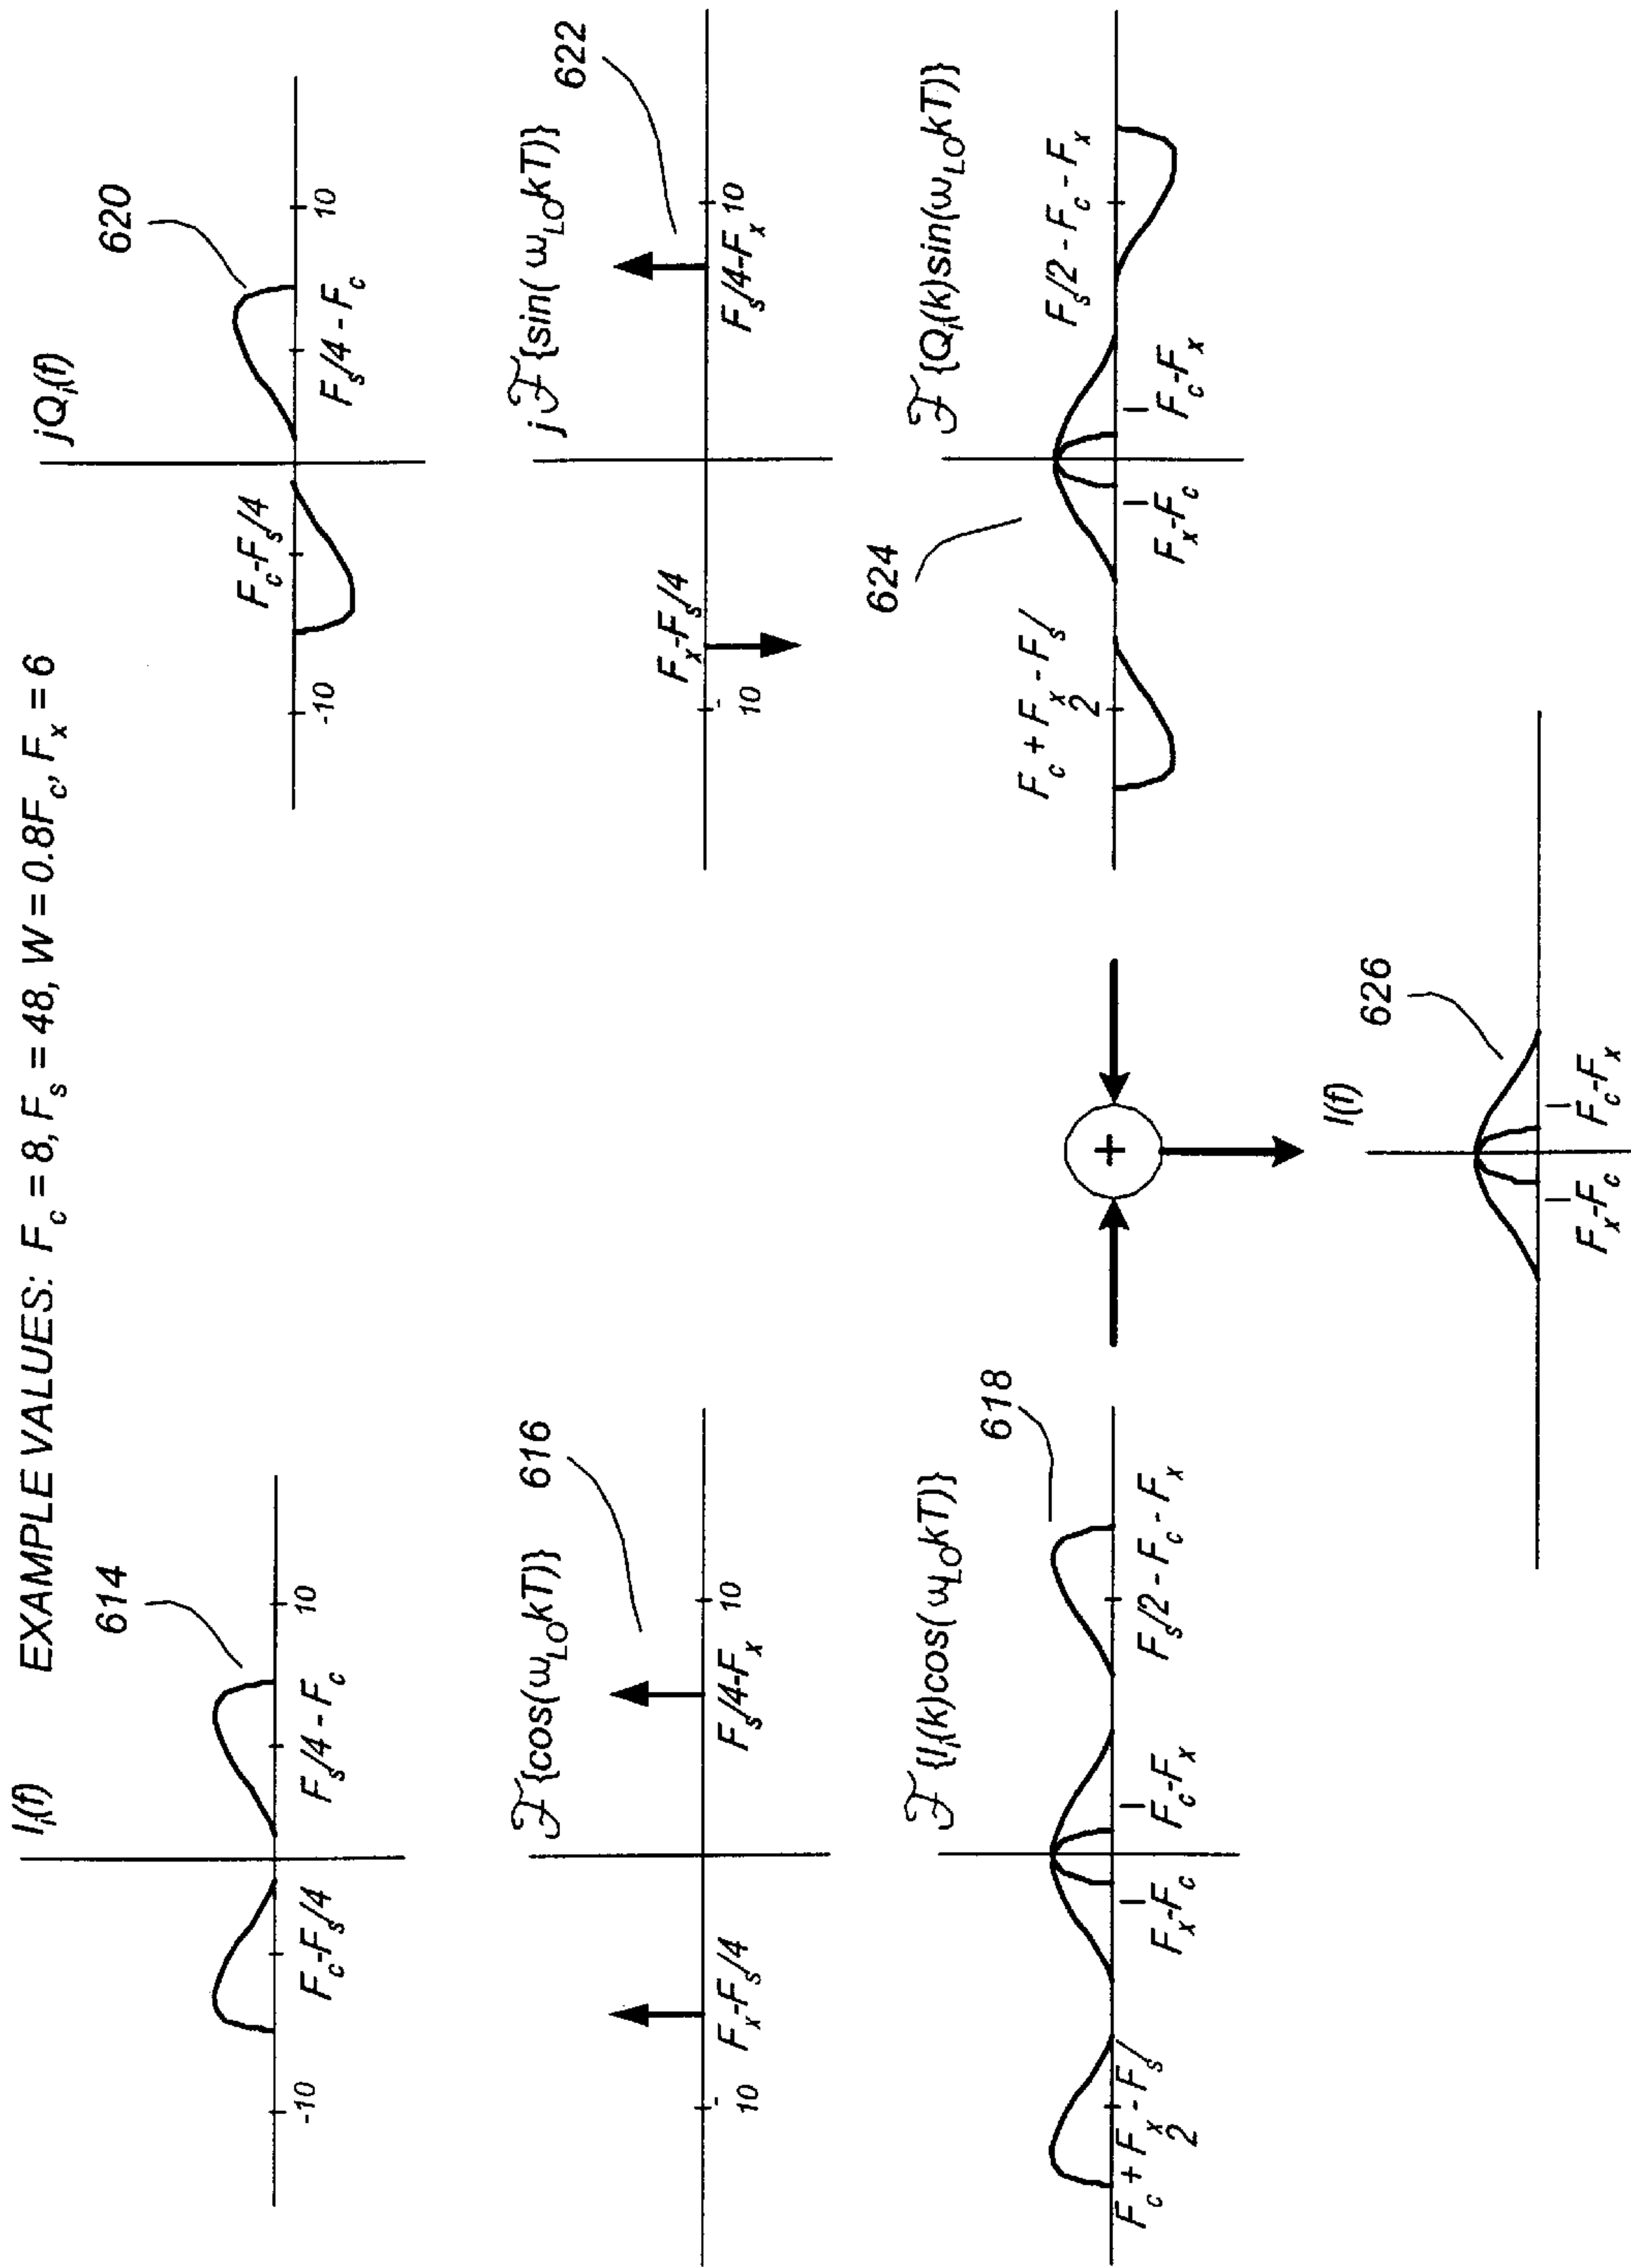 EXAMPLE VALUES: F_c = 8, F_s = 48, W = 0.8F_c, F_x = 6
I_i(f)
614
F_c-F_s/4
F_s/4 - F_c
-10
10
jQ_i(f)
620
F_c-F_s/4
F_s/4 - F_c
-10
10
ℱ{cos(ω_LO kT)}
616
F_x-F_s/4
F_s/4-F_x
-10
10
jℱ{sin(ω_LO kT)}
622
F_x-F_s/4
F_s/4-F_x
-10
10
ℱ{I_i(k)cos(ω_LO kT)}
618
F_c + F_x - F_s/2
F_x-F_c
F_c-F_x
F_s/2 - F_c - F_x
ℱ{Q_i(k)sin(ω_LO kT)}
624
F_c + F_x - F_s/2
F_x-F_c
F_c-F_x
F_s/2 - F_c - F_x
+
I(f)
626
F_x-F_c
F_c-F_x